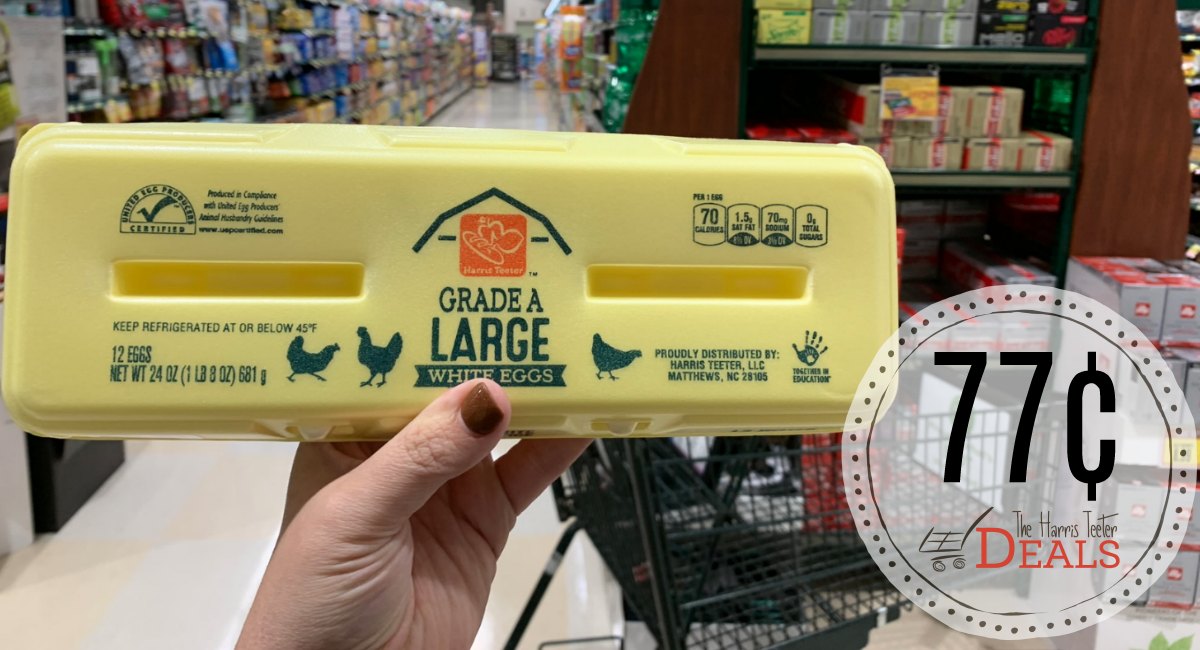 UNITED EGG PRODUCERS
CERTIFIED
Produced in Compliance
with United Egg Producers'
Animal Husbandry Guidelines
www.uepcertified.com
Harris Teeter
TM
GRADE A
LARGE
WHITE EGGS
PER 1 EGG
70
CALORIES
1.5g
SAT FAT
8% DV
70mg
SODIUM
3% DV
0g
TOTAL
SUGARS
KEEP REFRIGERATED AT OR BELOW 45°F
12 EGGS
NET WT 24 OZ (1 LB 8 OZ) 681 g
PROUDLY DISTRIBUTED BY:
HARRIS TEETER, LLC
MATTHEWS, NC 28105
TOGETHER IN
EDUCATION
77¢
The Harris Teeter
DEALS